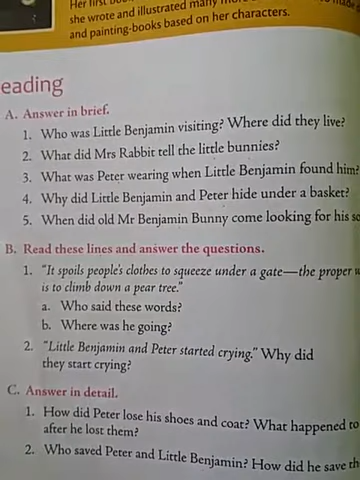 Her first
she wrote and illustrated many
and painting-books based on her characters.
eading
A. Answer in brief.
1. Who was Little Benjamin visiting? Where did they live?
2. What did Mrs Rabbit tell the little bunnies?
3. What was Peter wearing when Little Benjamin found him?
4. Why did Little Benjamin and Peter hide under a basket?
5. When did old Mr Benjamin Bunny come looking for his
B. Read these lines and answer the questions.
1. "It spoils people's clothes to squeeze under a gate—the proper
is to climb down a pear tree."
a. Who said these words?
b. Where was he going?
2. "Little Benjamin and Peter started crying." Why did
they start crying?
C. Answer in detail.
1. How did Peter lose his shoes and coat? What happened to
after he lost them?
2. Who saved Peter and Little Benjamin? How did he save